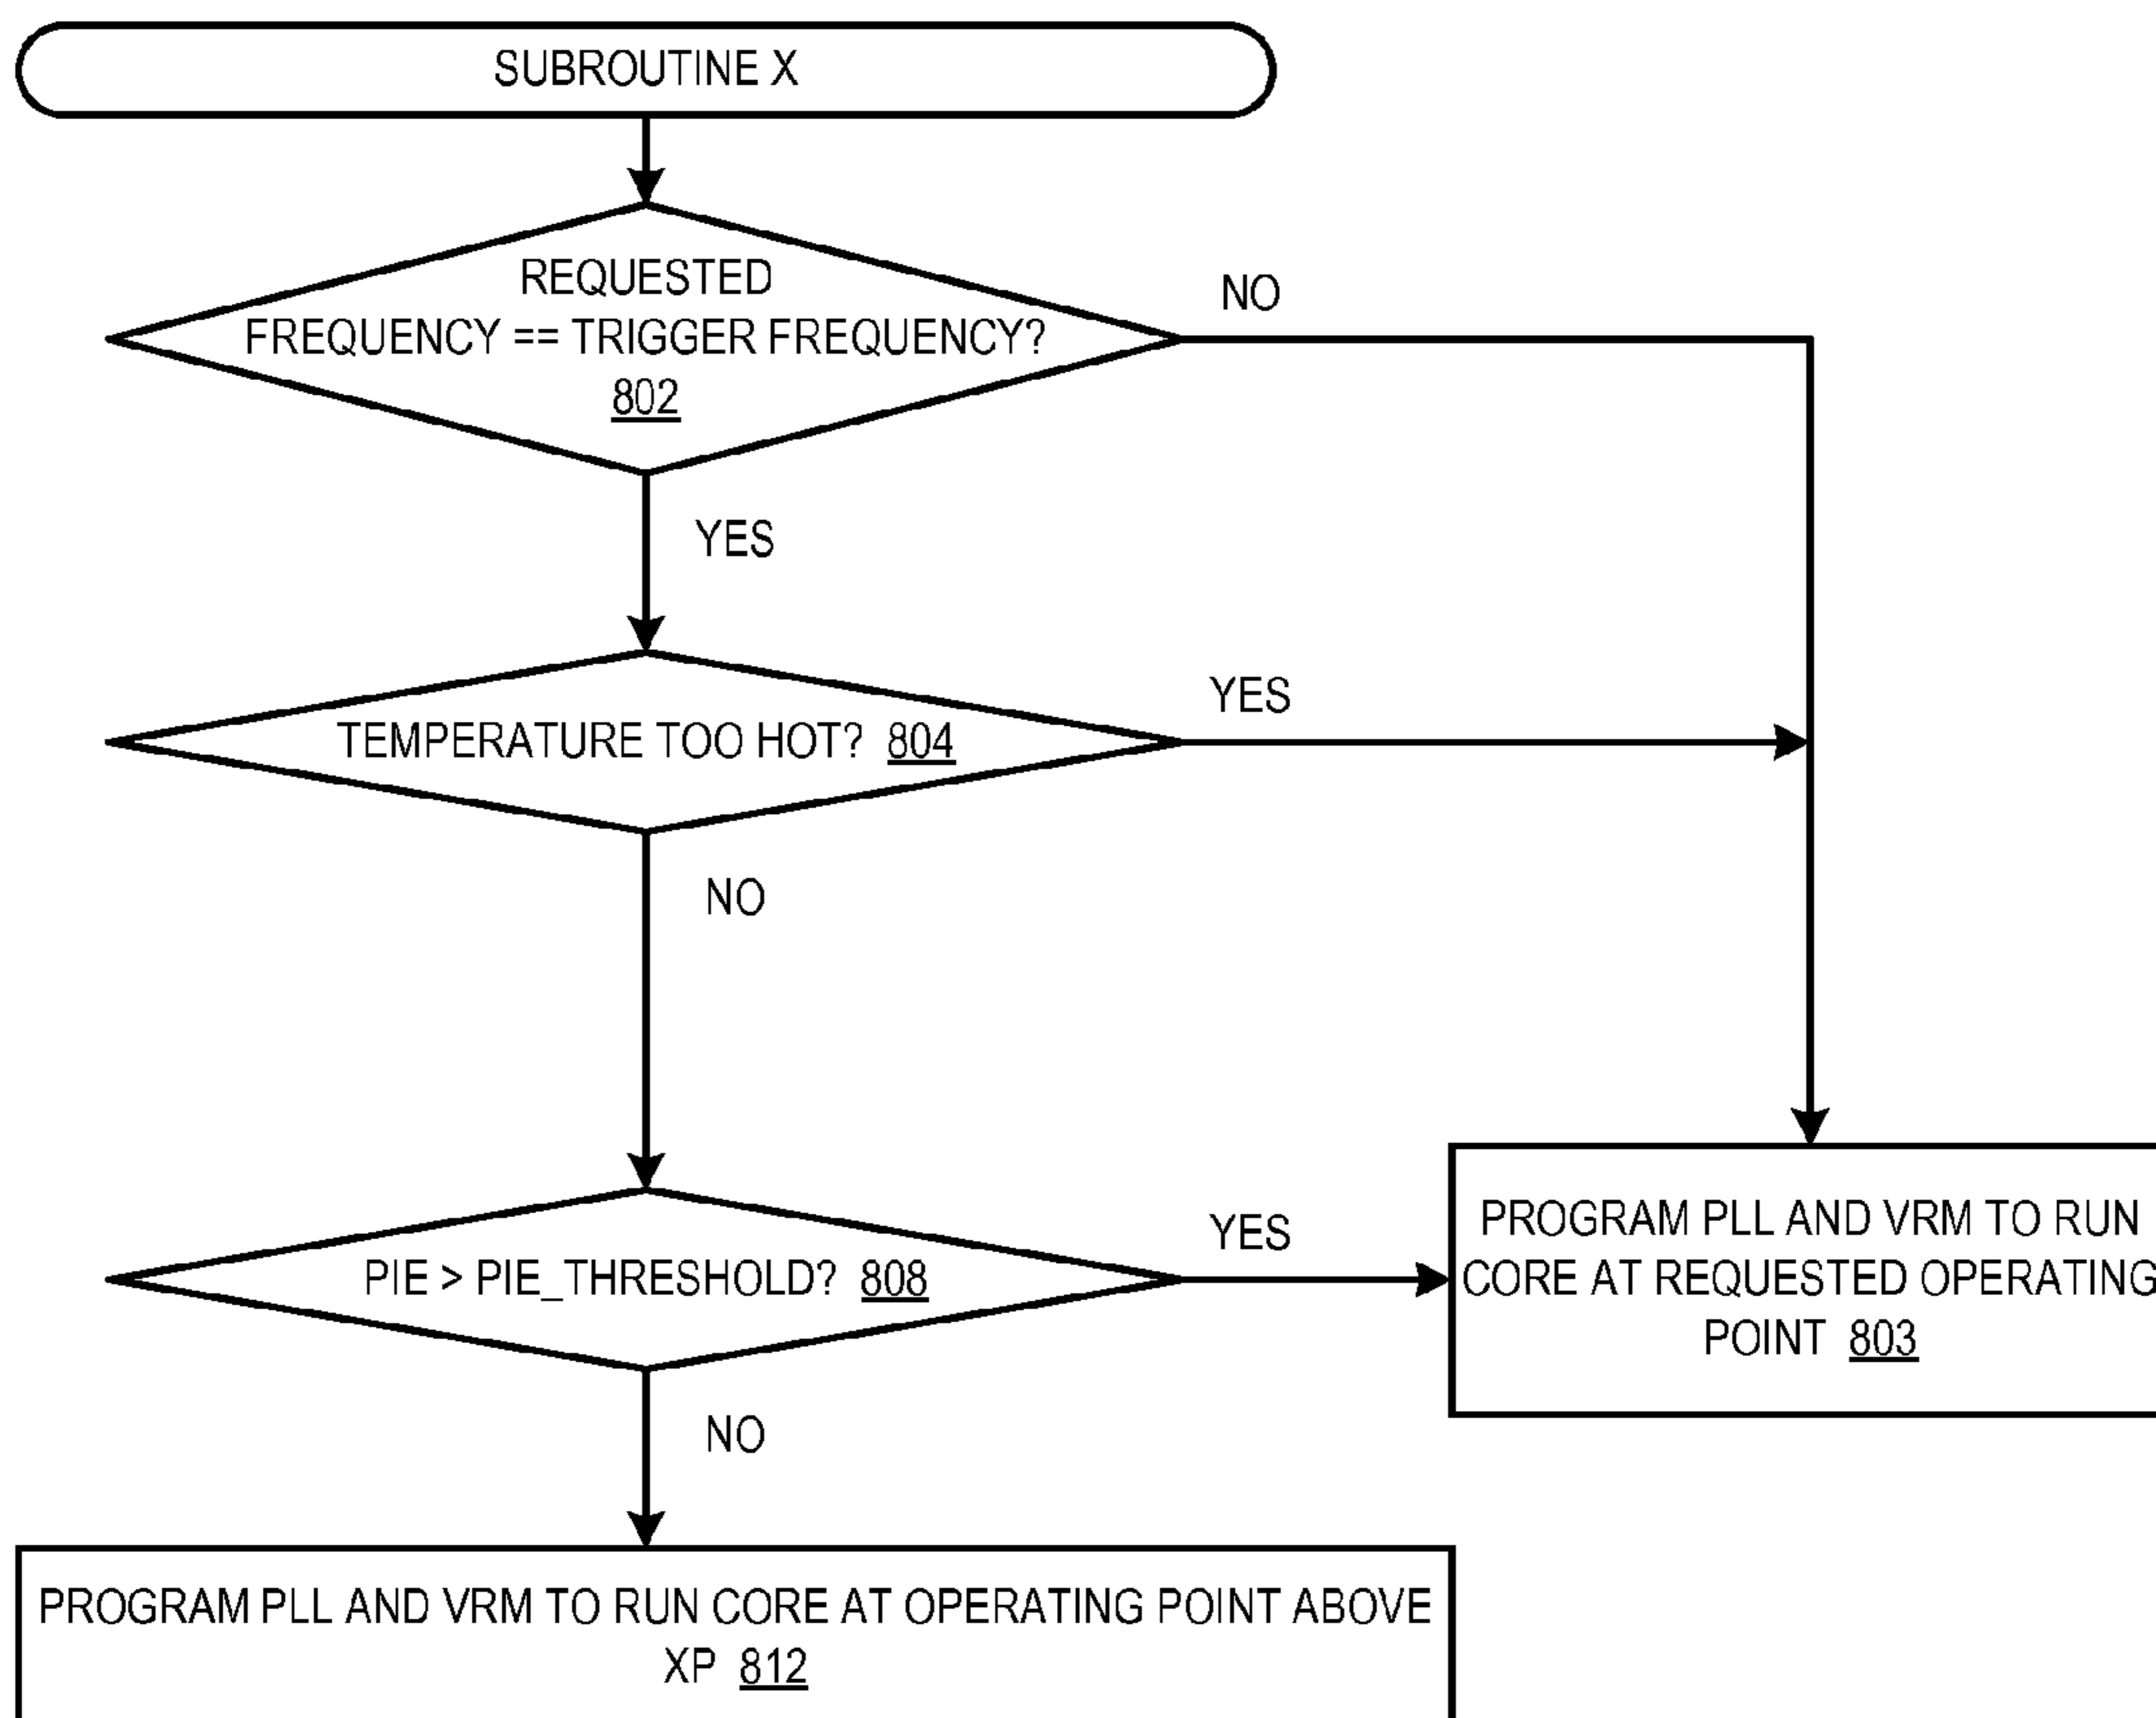 SUBROUTINE X
REQUESTED
FREQUENCY == TRIGGER FREQUENCY?
802
NO
YES
TEMPERATURE TOO HOT? 804
YES
NO
PIE > PIE_THRESHOLD? 808
YES
PROGRAM PLL AND VRM TO RUN
CORE AT REQUESTED OPERATING
POINT 803
NO
PROGRAM PLL AND VRM TO RUN CORE AT OPERATING POINT ABOVE
XP 812